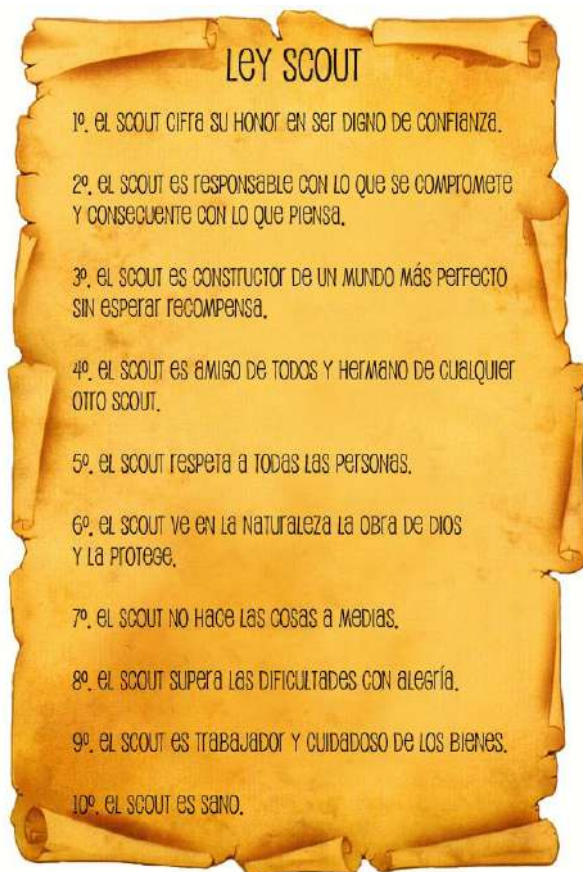 LEY SCOUT
1º. EL SCOUT CIFRA SU HONOR EN SER DIGNO DE CONFIANZA.
2º. EL SCOUT ES RESPONSABLE CON LO QUE SE COMPROMETE
Y CONSECUENTE CON LO QUE PIENSA.
3º. EL SCOUT ES CONSTRUCTOR DE UN MUNDO MÁS PERFECTO
SIN ESPERAR RECOMPENSA.
4º. EL SCOUT ES AMIGO DE TODOS Y HERMANO DE CUALQUIER
OTRO SCOUT.
5º. EL SCOUT RESPETA A TODAS LAS PERSONAS.
6º. EL SCOUT VE EN LA NATURALEZA LA OBRA DE DIOS
Y LA PROTEGE.
7º. EL SCOUT NO HACE LAS COSAS A MEDIAS.
8º. EL SCOUT SUPERA LAS DIFICULTADES CON ALEGRÍA.
9º. EL SCOUT ES TRABAJADOR Y CUIDADOSO DE LOS BIENES.
10º. EL SCOUT ES SANO.